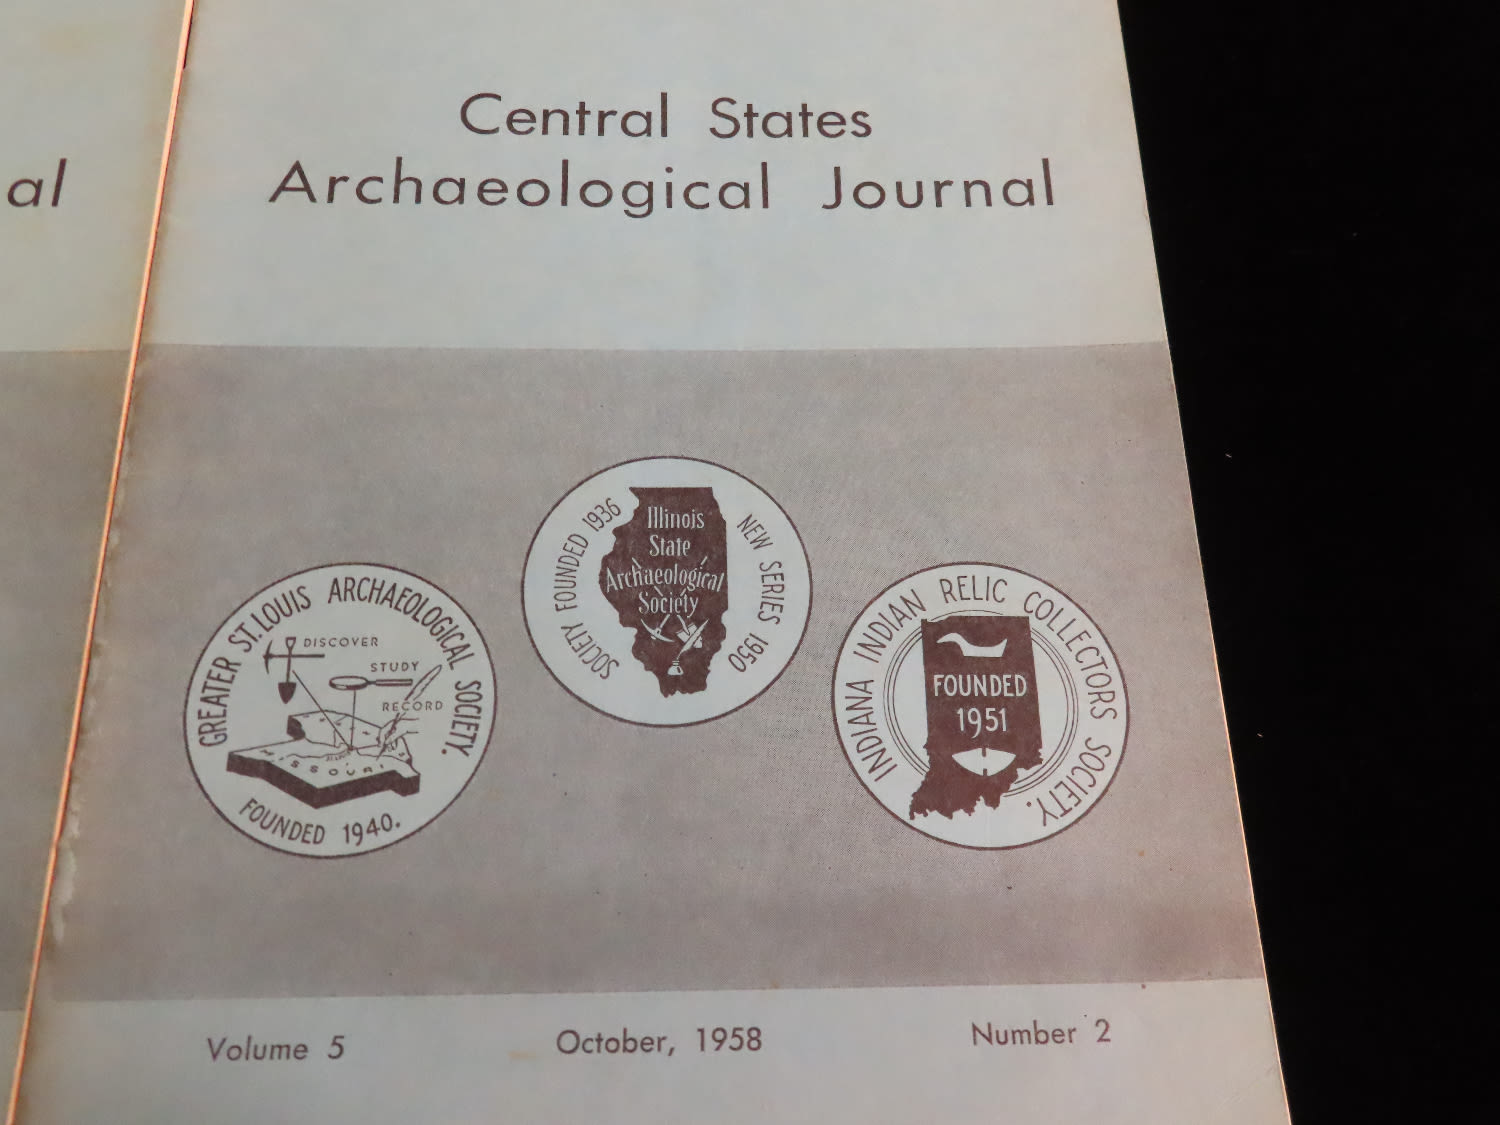 al
Central States
Archaeological Journal
GREATER ST. LOUIS ARCHAEOLOGICAL SOCIETY.
DISCOVER
STUDY
RECORD
MISSOURI
FOUNDED 1940.
SOCIETY FOUNDED 1936
Illinois
State
Archaeological
Society
NEW SERIES 1950
INDIANA INDIAN RELIC COLLECTORS SOCIETY.
FOUNDED
1951
Volume 5 October, 1958 Number 2